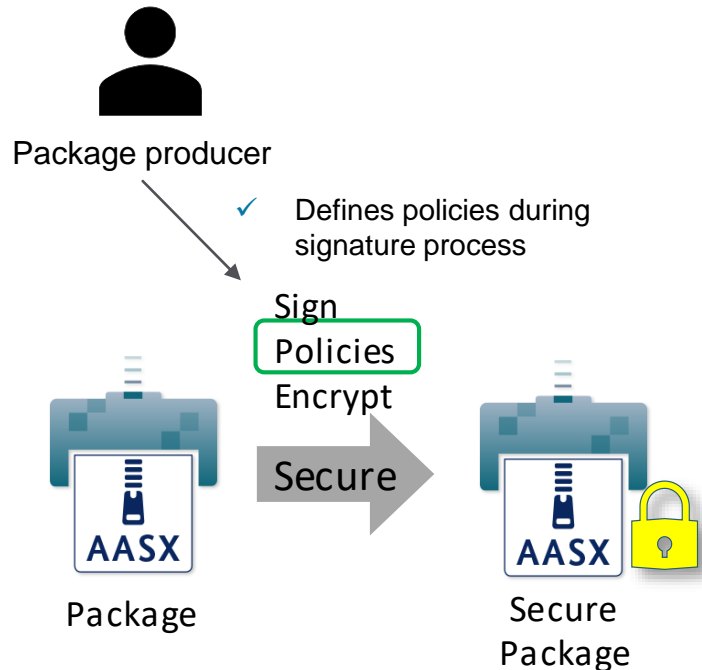 Package producer
✓ Defines policies during
signature process
Sign
Policies
Encrypt
Secure
AASX
AASX
Package
Secure
Package